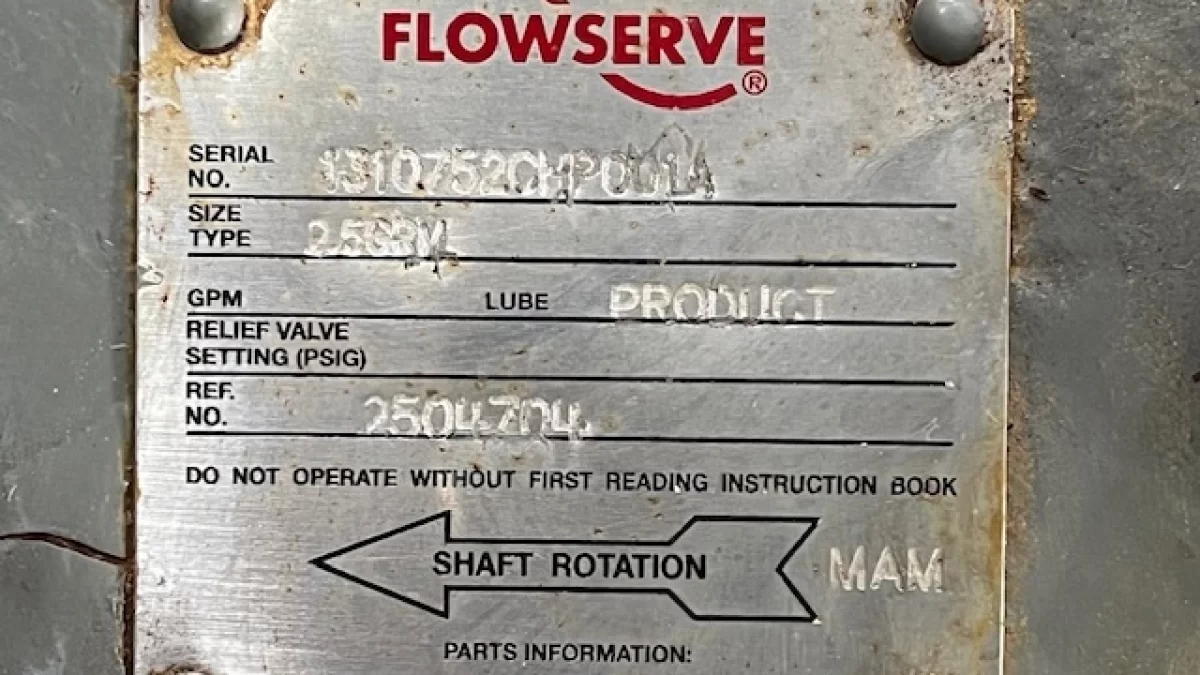 FLOWSERVE®
SERIAL
NO.
SIZE
TYPE
GPM LUBE PRODUCT
RELIEF VALVE
SETTING (PSIG)
REF.
NO. 2504704
DO NOT OPERATE WITHOUT FIRST READING INSTRUCTION BOOK
SHAFT ROTATION MAM
PARTS INFORMATION: